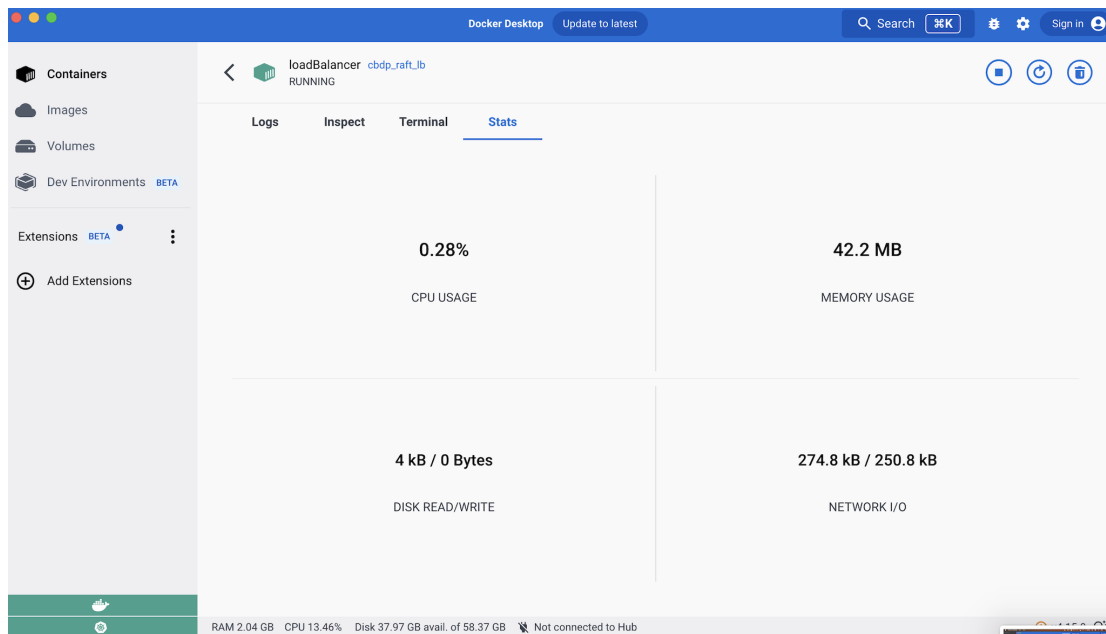 Docker Desktop Update to latest Search ⌘K Sign in
Containers
Images
Volumes
Dev Environments BETA
Extensions BETA
Add Extensions
loadBalancer cbdp_raft_lb
RUNNING
Logs Inspect Terminal Stats
0.28% 42.2 MB
CPU USAGE MEMORY USAGE
4 kB / 0 Bytes 274.8 kB / 250.8 kB
DISK READ/WRITE NETWORK I/O
RAM 2.04 GB CPU 13.46% Disk 37.97 GB avail. of 58.37 GB Not connected to Hub